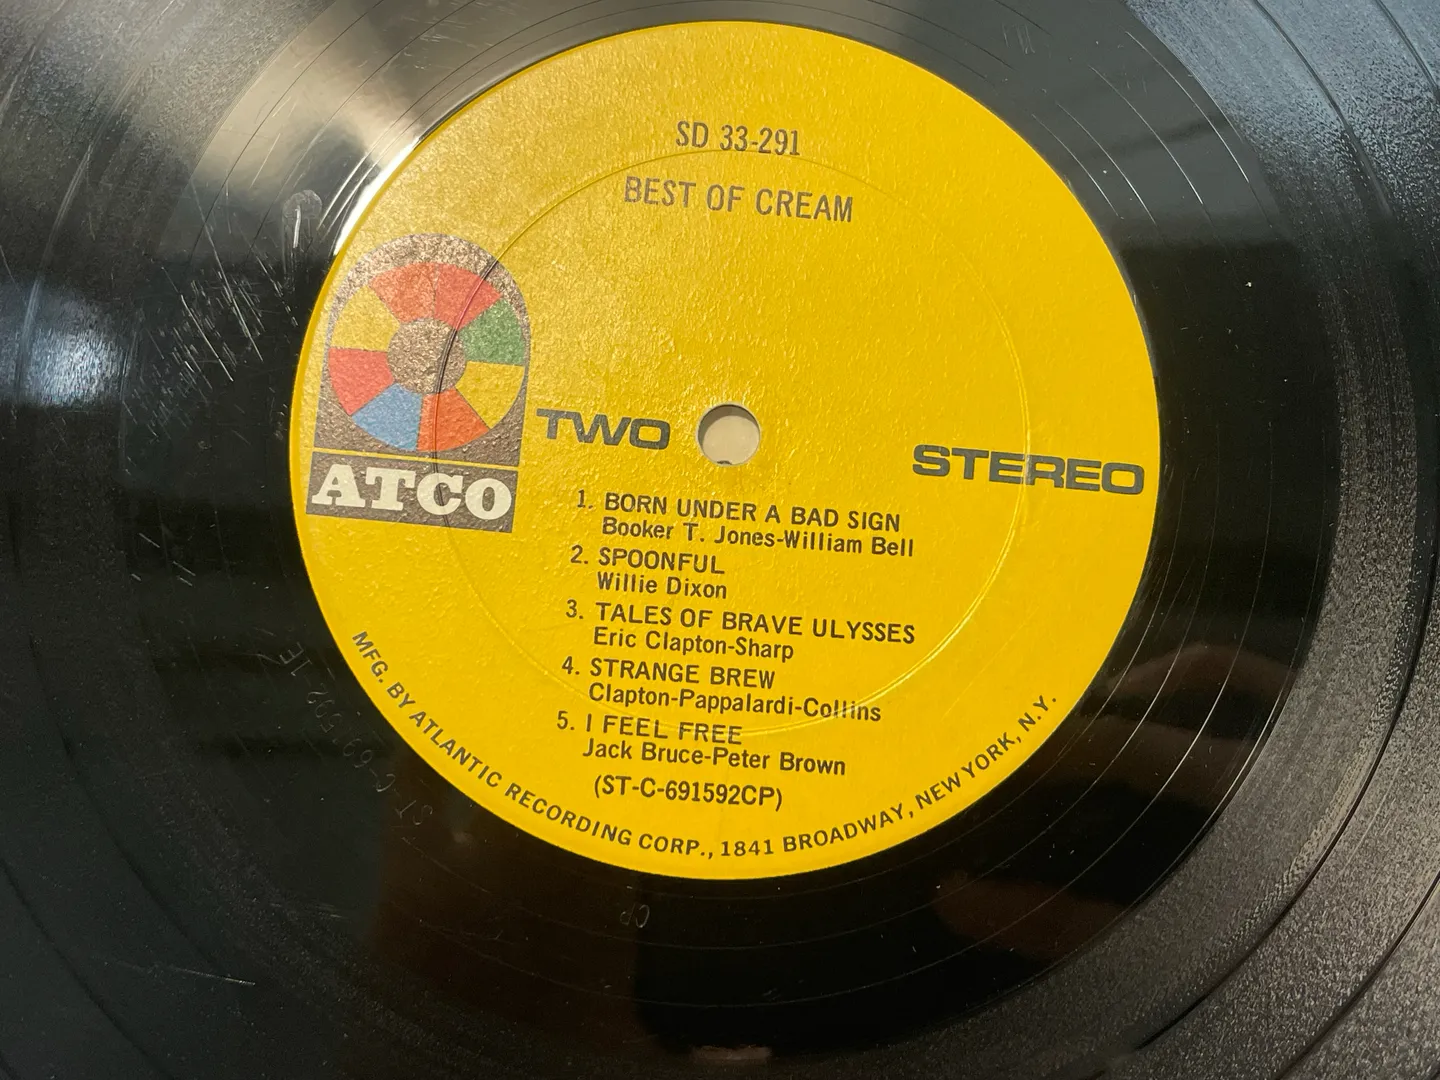 SD 33-291
BEST OF CREAM
ATCO
TWO
STEREO
1. BORN UNDER A BAD SIGN
Booker T. Jones-William Bell
2. SPOONFUL
Willie Dixon
3. TALES OF BRAVE ULYSSES
Eric Clapton-Sharp
4. STRANGE BREW
Clapton-Pappalardi-Collins
5. I FEEL FREE
Jack Bruce-Peter Brown
(ST-C-691592CP)
MFG. BY ATLANTIC RECORDING CORP., 1841 BROADWAY, NEW YORK, N.Y.
CP